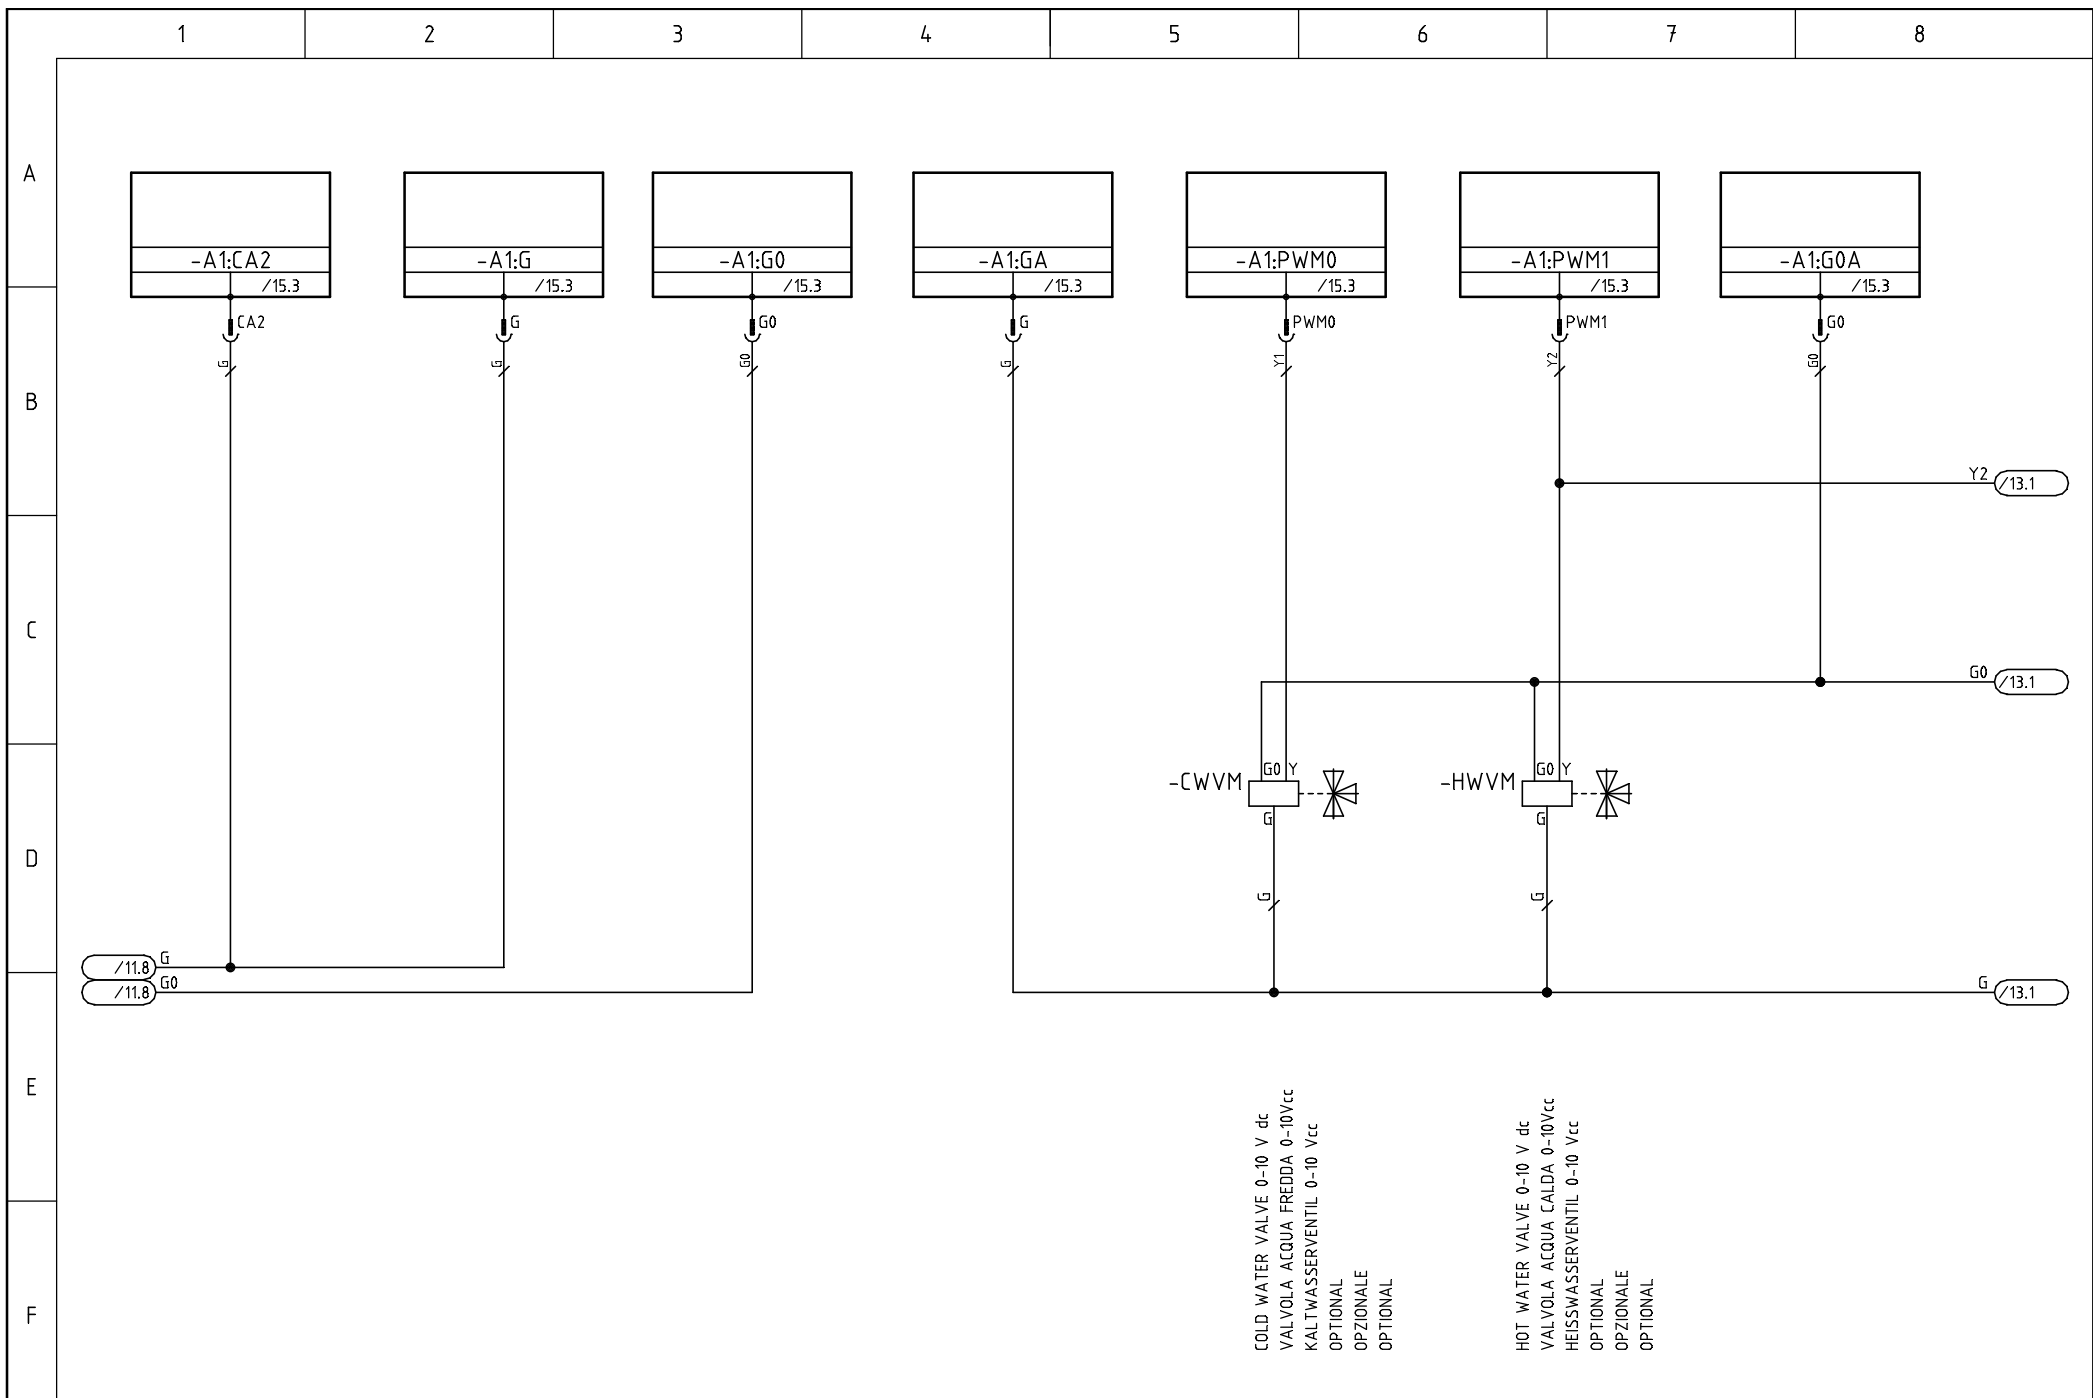 1 2 3 4 5 6 7 8
A
-A1:CA2 -A1:G -A1:G0 -A1:GA -A1:PWM0 -A1:PWM1 -A1:G0A
/15.3 /15.3 /15.3 /15.3 /15.3 /15.3 /15.3
CA2 G G0 G PWM0 PWM1 G0
G G G0 G Y1 Y2 G0
B
Y2 /13.1
C
G0 /13.1
-CWVM G0 Y -HWVM G0 Y
G G
D
G G
/11.8 G
/11.8 G0
G /13.1
E
COLD WATER VALVE 0-10 V dc
VALVOLA ACQUA FREDDA 0-10Vcc
KALTWASSERVENTIL 0-10 Vcc
OPTIONAL
OPZIONALE
OPTIONAL
HOT WATER VALVE 0-10 V dc
VALVOLA ACQUA CALDA 0-10Vcc
HEISSWASSERVENTIL 0-10 Vcc
OPTIONAL
OPZIONALE
OPTIONAL
F